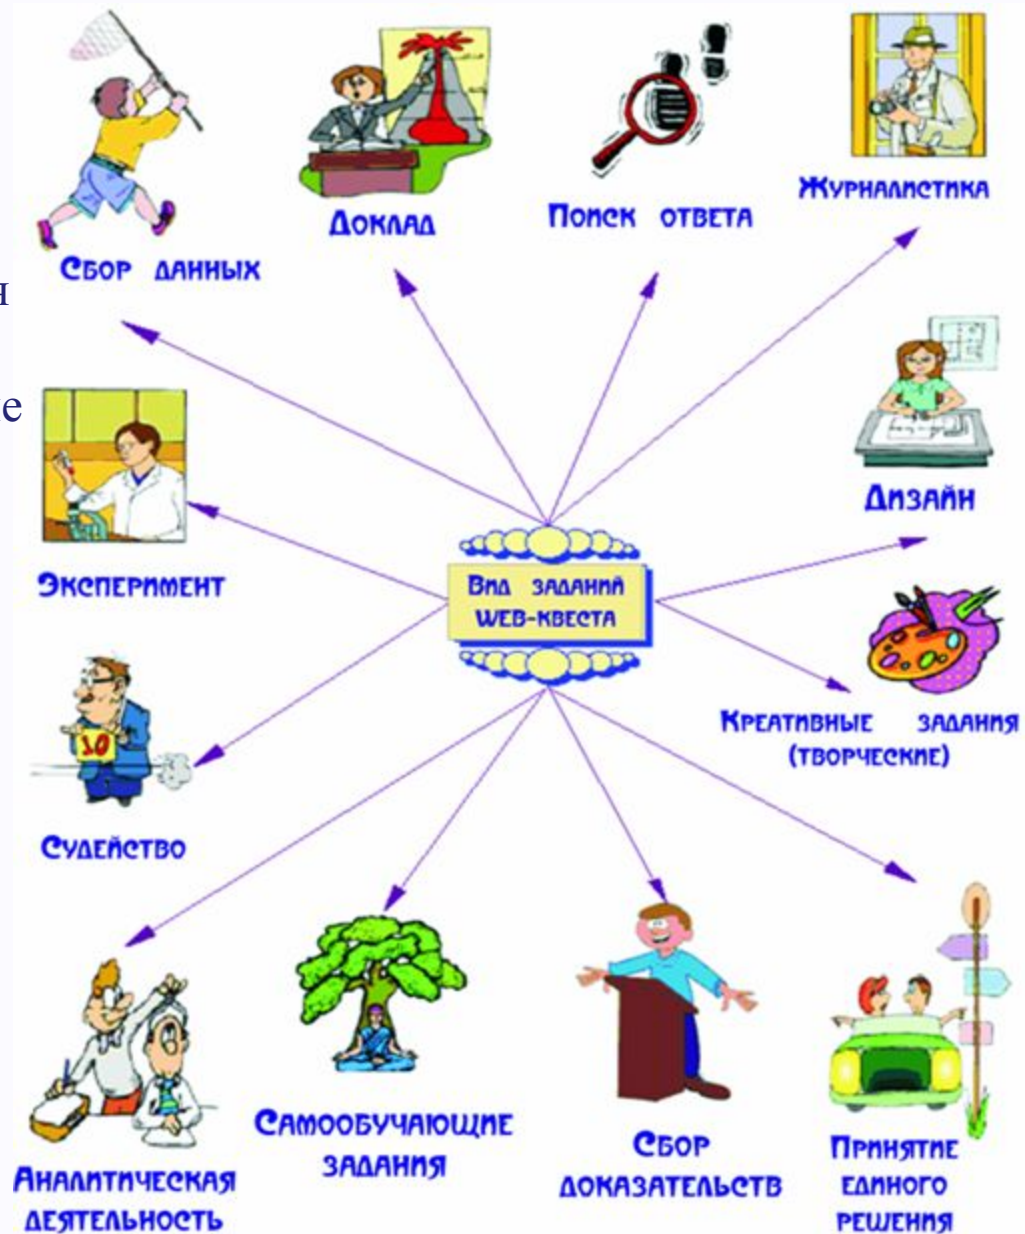 Сбор данных
Доклад
Поиск ответа
Журналистика
я
е
Эксперимент
Дизайн
Вид заданий
web-квеста
Креативные задания
(творческие)
Судейство
10
Аналитическая
деятельность
Самообучающие
задания
Сбор
доказательств
Принятие
единого
решения